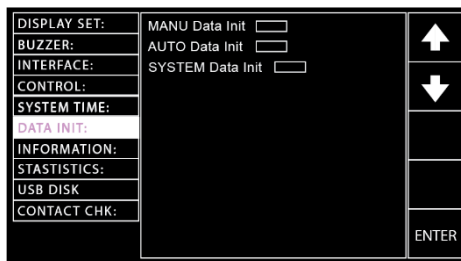 DISPLAY SET:
BUZZER:
INTERFACE:
CONTROL:
SYSTEM TIME:
DATA INIT:
INFORMATION:
STASTISTICS:
USB DISK
CONTACT CHK:
MANU Data Init
AUTO Data Init
SYSTEM Data Init
ENTER